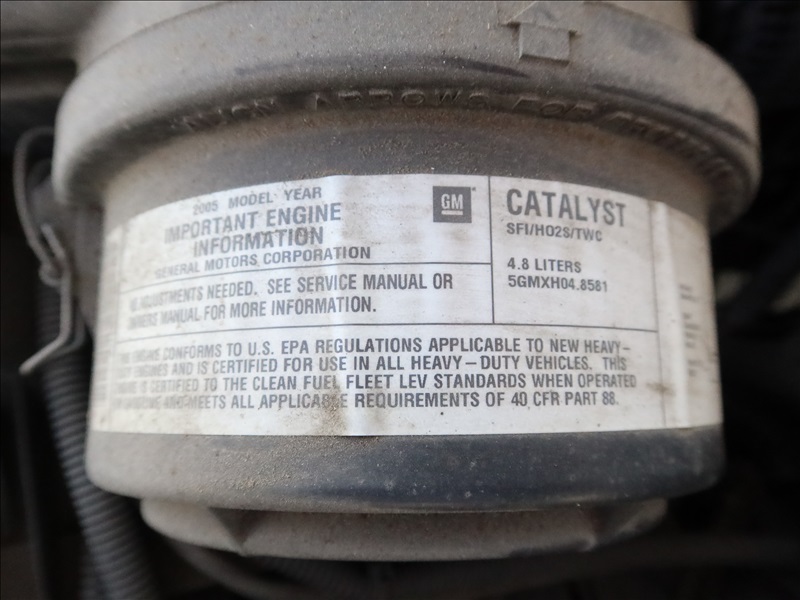 2005 MODEL YEAR
IMPORTANT ENGINE
INFORMATION
GENERAL MOTORS CORPORATION
GM
CATALYST
SFI/HO2S/TWC
4.8 LITERS
5GMXH04.8581
ADJUSTMENTS NEEDED. SEE SERVICE MANUAL OR
OWNERS MANUAL FOR MORE INFORMATION.
ENGINE CONFORMS TO U.S. EPA REGULATIONS APPLICABLE TO NEW HEAVY-
ENGINES AND IS CERTIFIED FOR USE IN ALL HEAVY-DUTY VEHICLES. THIS
IS CERTIFIED TO THE CLEAN FUEL FLEET LEV STANDARDS WHEN OPERATED
AND MEETS ALL APPLICABLE REQUIREMENTS OF 40 CFR PART 88.